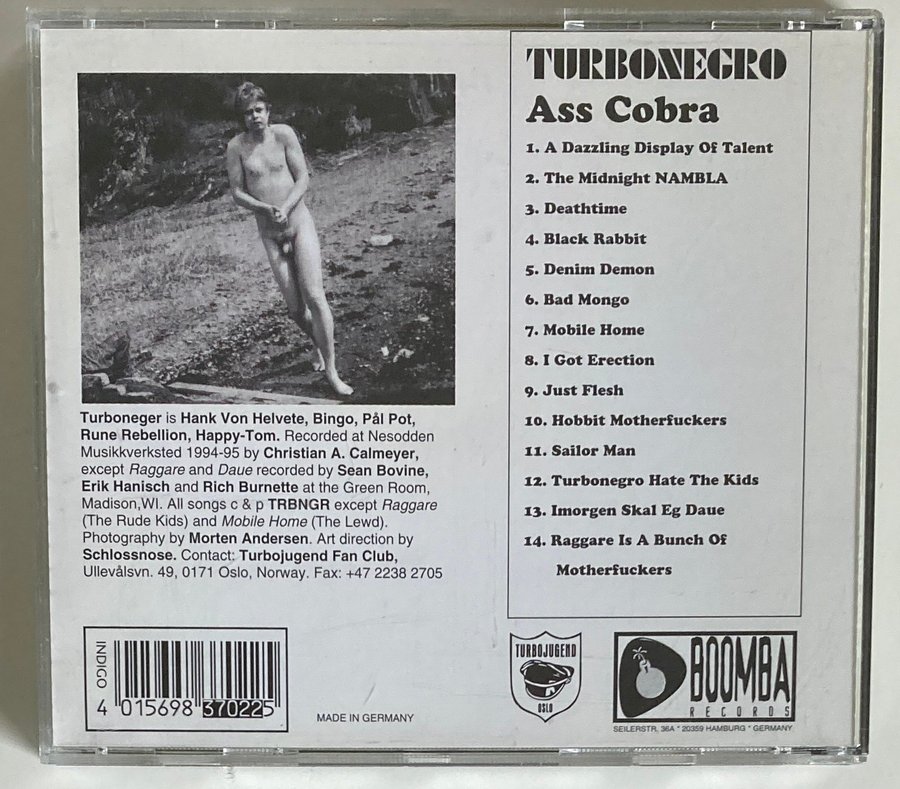 TURBONEGRO
Ass Cobra
1. A Dazzling Display Of Talent
2. The Midnight NAMBLA
3. Deathtime
4. Black Rabbit
5. Denim Demon
6. Bad Mongo
7. Mobile Home
8. I Got Erection
9. Just Flesh
10. Hobbit Motherfuckers
11. Sailor Man
12. Turbonegro Hate The Kids
13. Imorgen Skal Eg Daue
14. Raggare Is A Bunch Of
Motherfuckers
Turboneger is Hank Von Helvete, Bingo, Pål Pot,
Rune Rebellion, Happy-Tom. Recorded at Nesodden
Musikkverksted 1994-95 by Christian A. Calmeyer,
except Raggare and Daue recorded by Sean Bovine,
Erik Hanisch and Rich Burnette at the Green Room,
Madison,WI. All songs c & p TRBNGR except Raggare
(The Rude Kids) and Mobile Home (The Lewd).
Photography by Morten Andersen. Art direction by
Schlossnose. Contact: Turbojugend Fan Club,
Ullevålsvn. 49, 0171 Oslo, Norway. Fax: +47 2238 2705
INDIGO
4 015698 370225
MADE IN GERMANY
TURBOJUGEND
OSLO
BOOMBA
RECORDS
SEILERSTR. 36A * 20359 HAMBURG * GERMANY